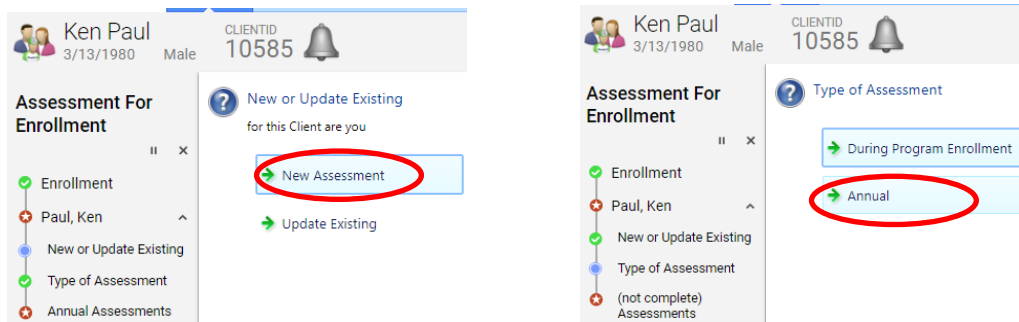 Ken Paul
3/13/1980 Male
CLIENTID
10585
Assessment For
Enrollment
Enrollment
Paul, Ken
New or Update Existing
Type of Assessment
Annual Assessments
New or Update Existing
for this Client are you
New Assessment
Update Existing
Ken Paul
3/13/1980 Male
CLIENTID
10585
Assessment For
Enrollment
Enrollment
Paul, Ken
New or Update Existing
Type of Assessment
(not complete)
Assessments
Type of Assessment
During Program Enrollment
Annual